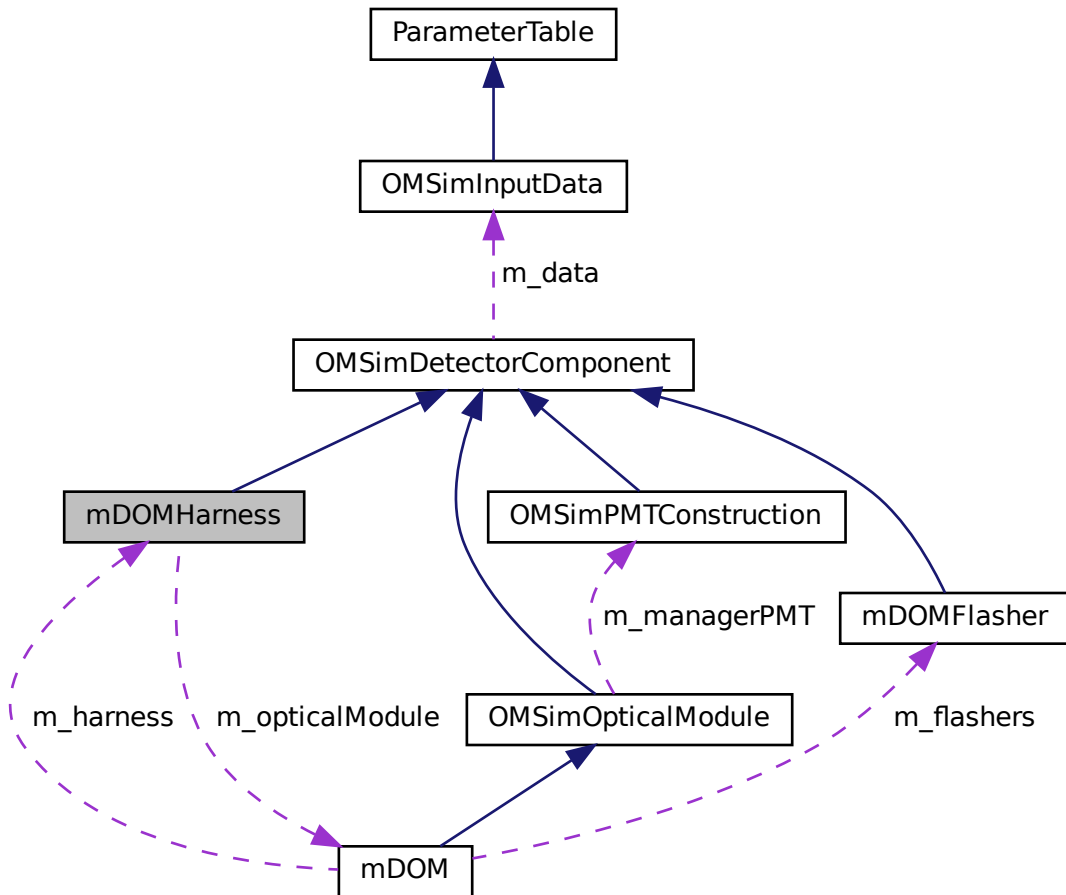 ParameterTable
OMSimInputData
m_data
OMSimDetectorComponent
mDOMHarness
OMSimPMTConstruction
mDOMFlasher
m_managerPMT
m_harness
m_opticalModule
OMSimOpticalModule
m_flashers
mDOM